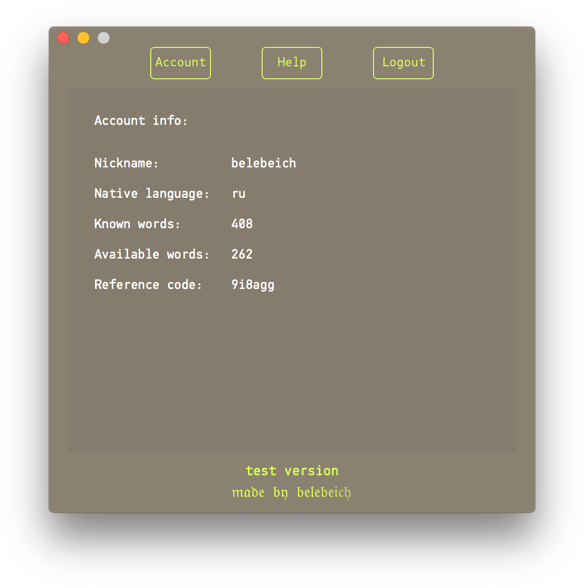 Account Help Logout
Account info:
Nickname: belebeich
Native language: ru
Known words: 408
Available words: 262
Reference code: 9i8agg
test version
made by belebeich